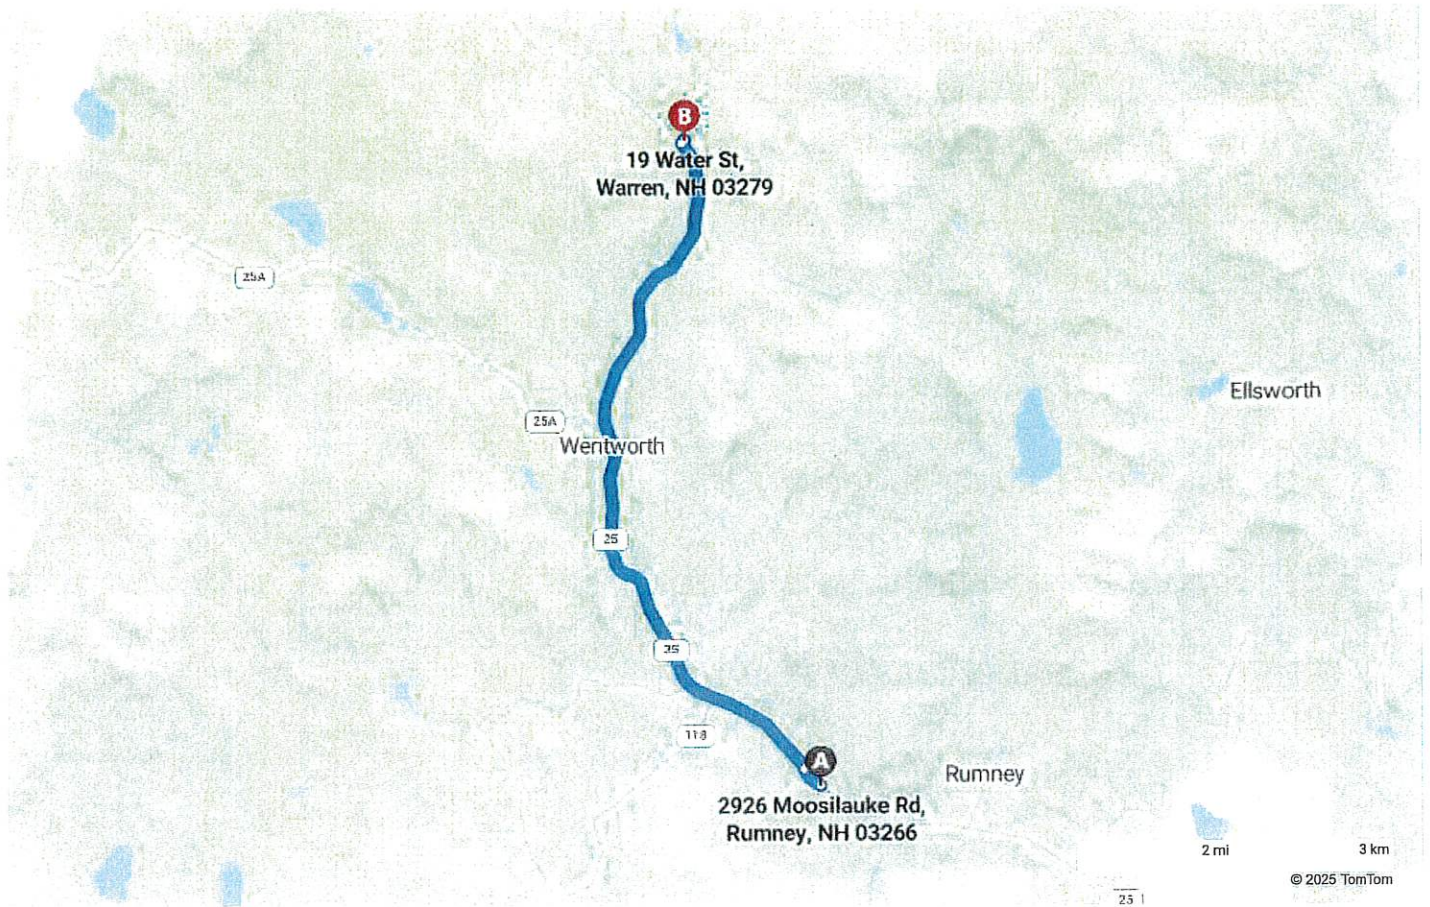 B
19 Water St,
Warren, NH 03279
25A
Ellsworth
25A
Wentworth
25
25
118
A
Rumney
2926 Moosilauke Rd,
Rumney, NH 03266
2 mi
3 km
© 2025 TomTom
25